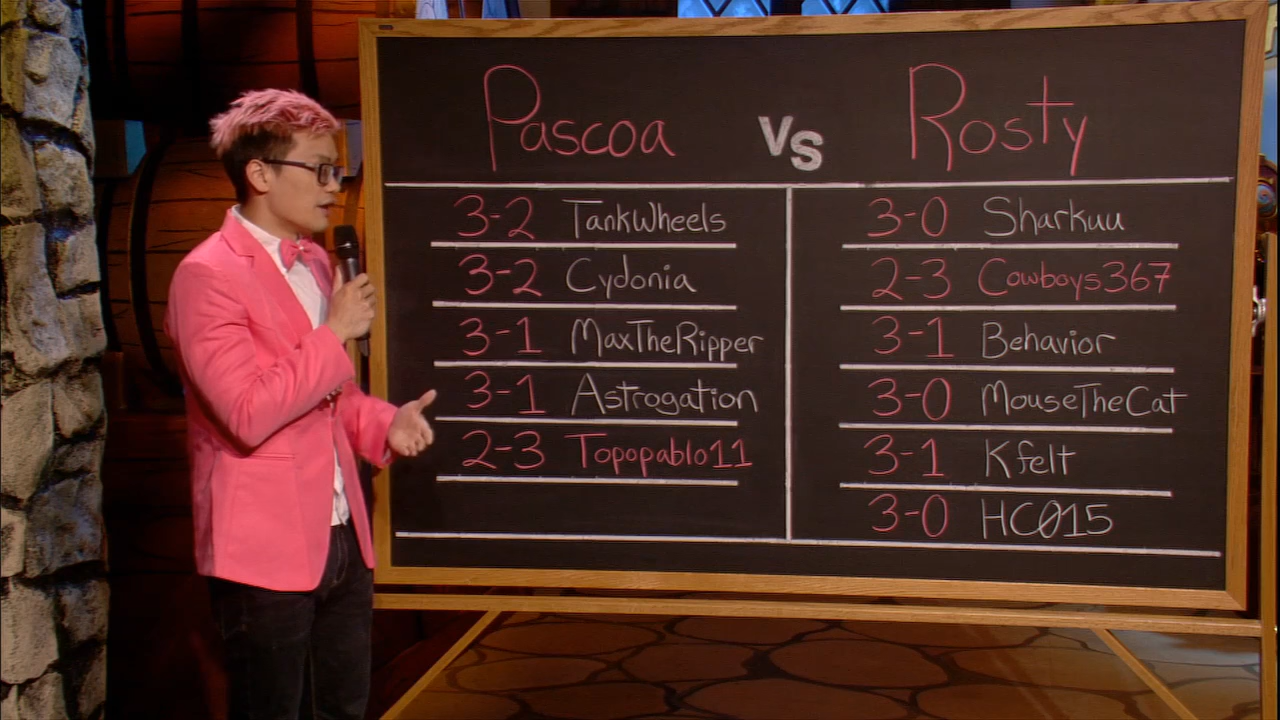 Pascoa vs Rosty
3-2 TankWheels
3-2 Cydonia
3-1 MaxTheRipper
3-1 Astrogation
2-3 Topopablo11
3-0 Sharkuu
2-3 Cowboys367
3-1 Behavior
3-0 MouseTheCat
3-1 Kfelt
3-0 HC015